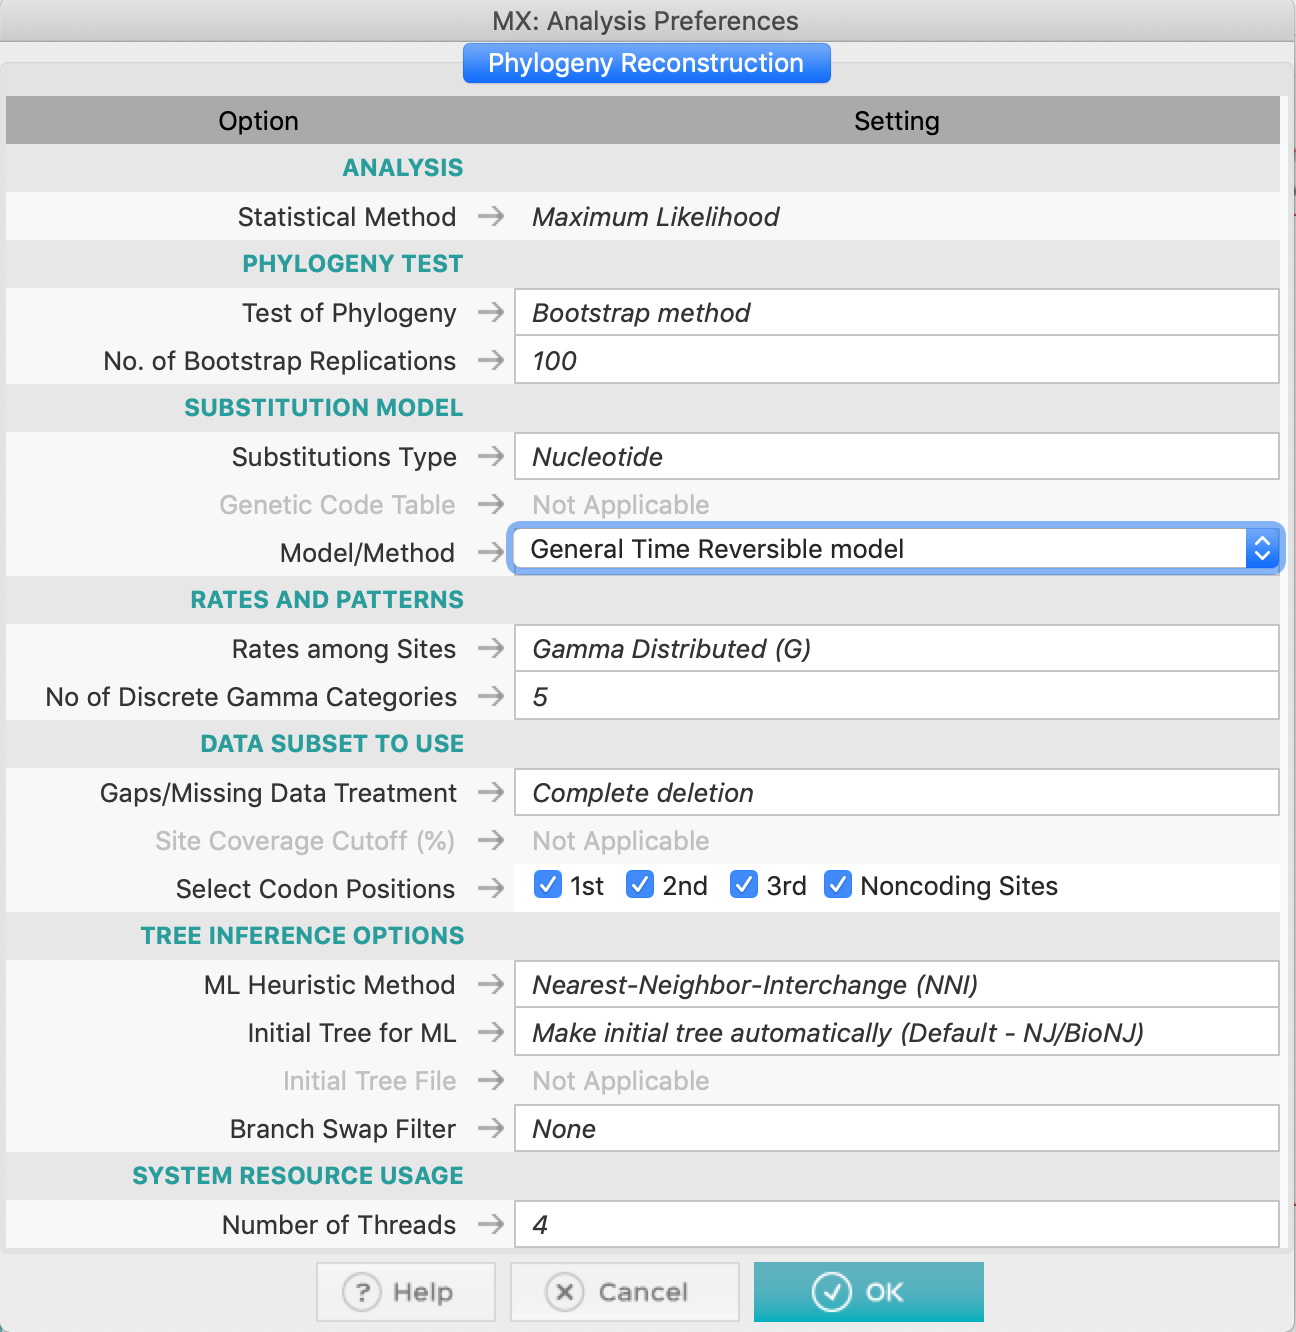 MX: Analysis Preferences
Phylogeny Reconstruction
Option Setting
ANALYSIS
Statistical Method → Maximum Likelihood
PHYLOGENY TEST
Test of Phylogeny → Bootstrap method
No. of Bootstrap Replications → 100
SUBSTITUTION MODEL
Substitutions Type → Nucleotide
Genetic Code Table → Not Applicable
Model/Method → General Time Reversible model
RATES AND PATTERNS
Rates among Sites → Gamma Distributed (G)
No of Discrete Gamma Categories → 5
DATA SUBSET TO USE
Gaps/Missing Data Treatment → Complete deletion
Site Coverage Cutoff (%) → Not Applicable
Select Codon Positions → 1st 2nd 3rd Noncoding Sites
TREE INFERENCE OPTIONS
ML Heuristic Method → Nearest-Neighbor-Interchange (NNI)
Initial Tree for ML → Make initial tree automatically (Default - NJ/BioNJ)
Initial Tree File → Not Applicable
Branch Swap Filter → None
SYSTEM RESOURCE USAGE
Number of Threads → 4
? Help Cancel OK